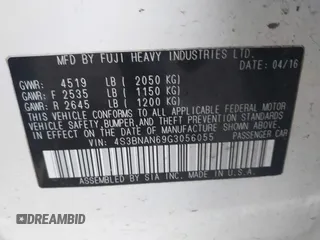 MFD BY FUJI HEAVY INDUSTRIES LTD.
DATE: 04/16
GVWR: 4519 LB ( 2050 KG)
GAWR: F 2535 LB ( 1150 KG)
GAWR: R 2645 LB ( 1200 KG)
THIS VEHICLE CONFORMS TO ALL APPLICABLE
FEDERAL MOTOR VEHICLE SAFETY, BUMPER, AND
THEFT PREVENTION STANDARDS IN EFFECT ON THE
DATE OF MANUFACTURE SHOWN ABOVE.
VIN: 4S3BNAN69G3056055
PASSENGER CAR
ASSEMBLED BY SIA INC. MADE IN U.S.A.
AUTOBIDMASTER